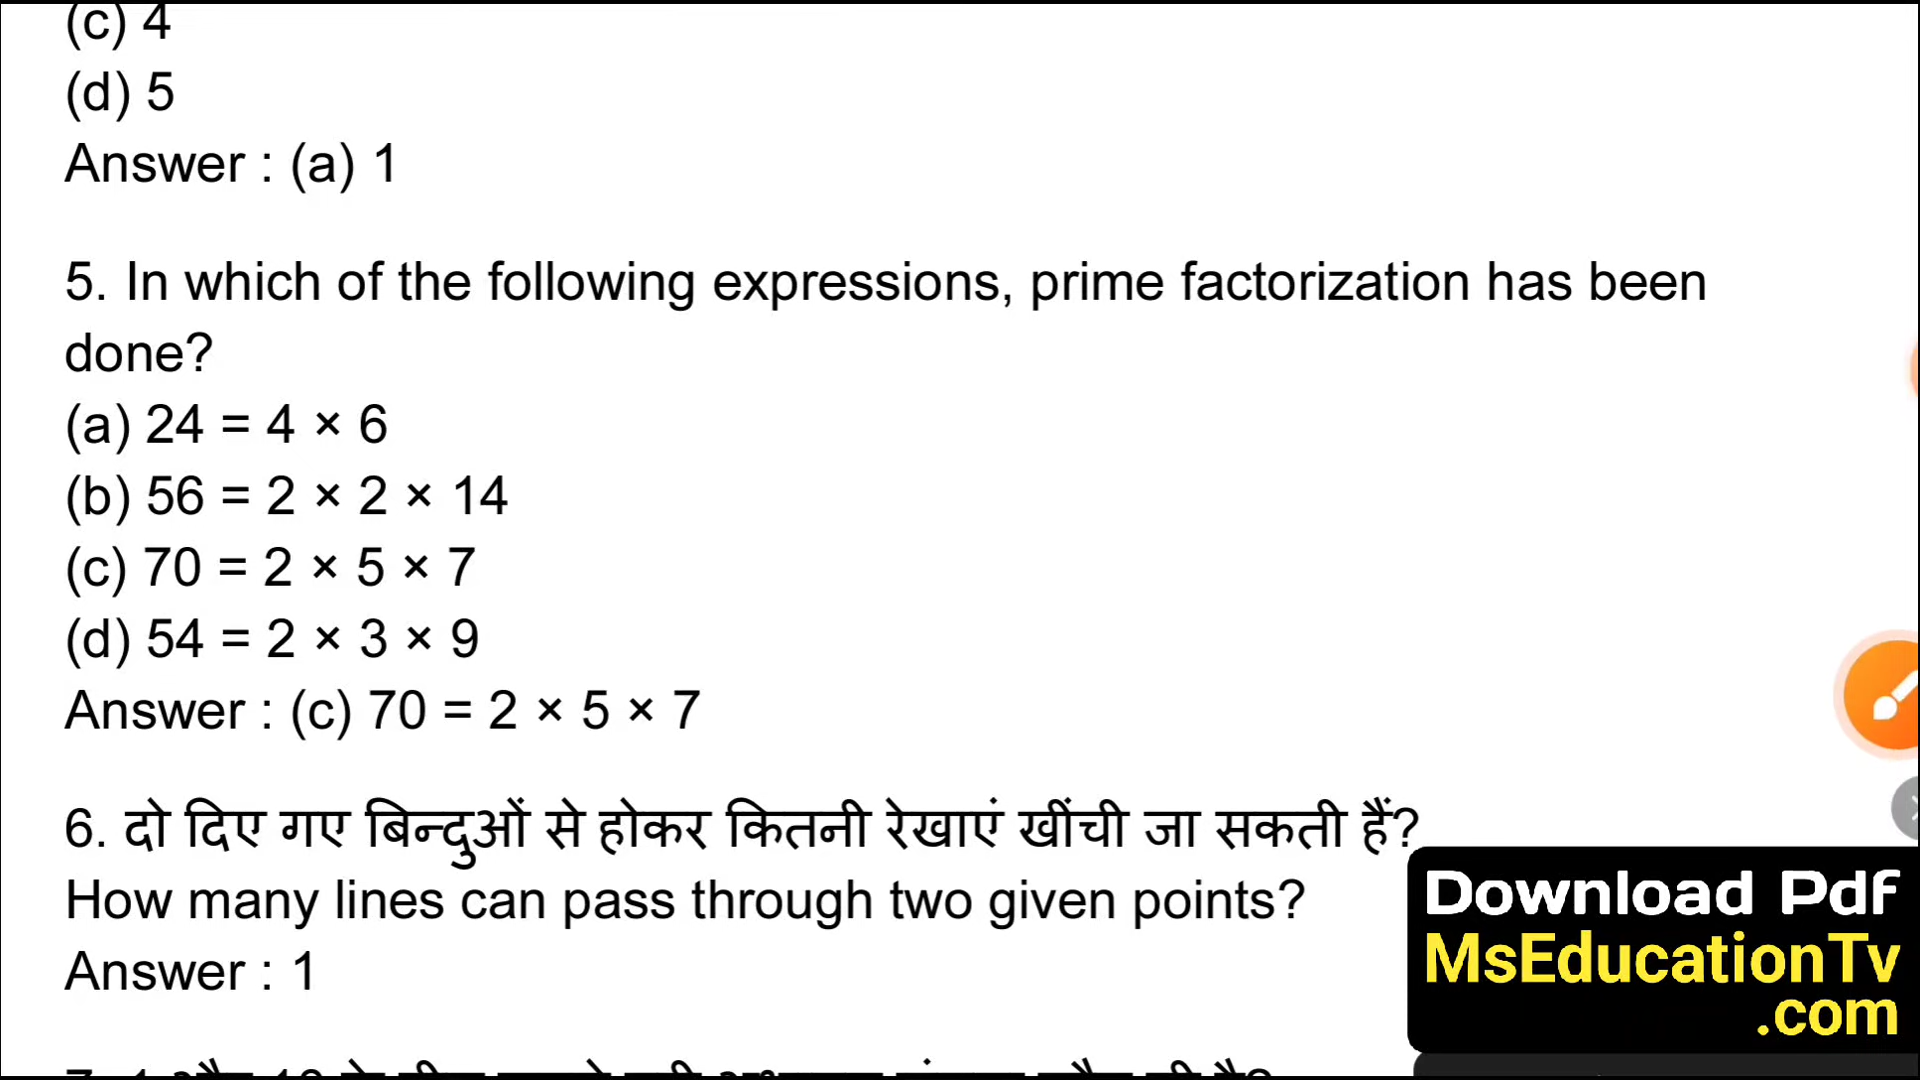 (c) 4
(d) 5
Answer : (a) 1
5. In which of the following expressions, prime factorization has been
done?
(a) 24 = 4 × 6
(b) 56 = 2 × 2 × 14
(c) 70 = 2 × 5 × 7
(d) 54 = 2 × 3 × 9
Answer : (c) 70 = 2 × 5 × 7
6. दो दिए गए बिन्दुओं से होकर कितनी रेखाएं खींची जा सकती हैं?
How many lines can pass through two given points?
Answer : 1
Download Pdf
MsEducationTv
.com